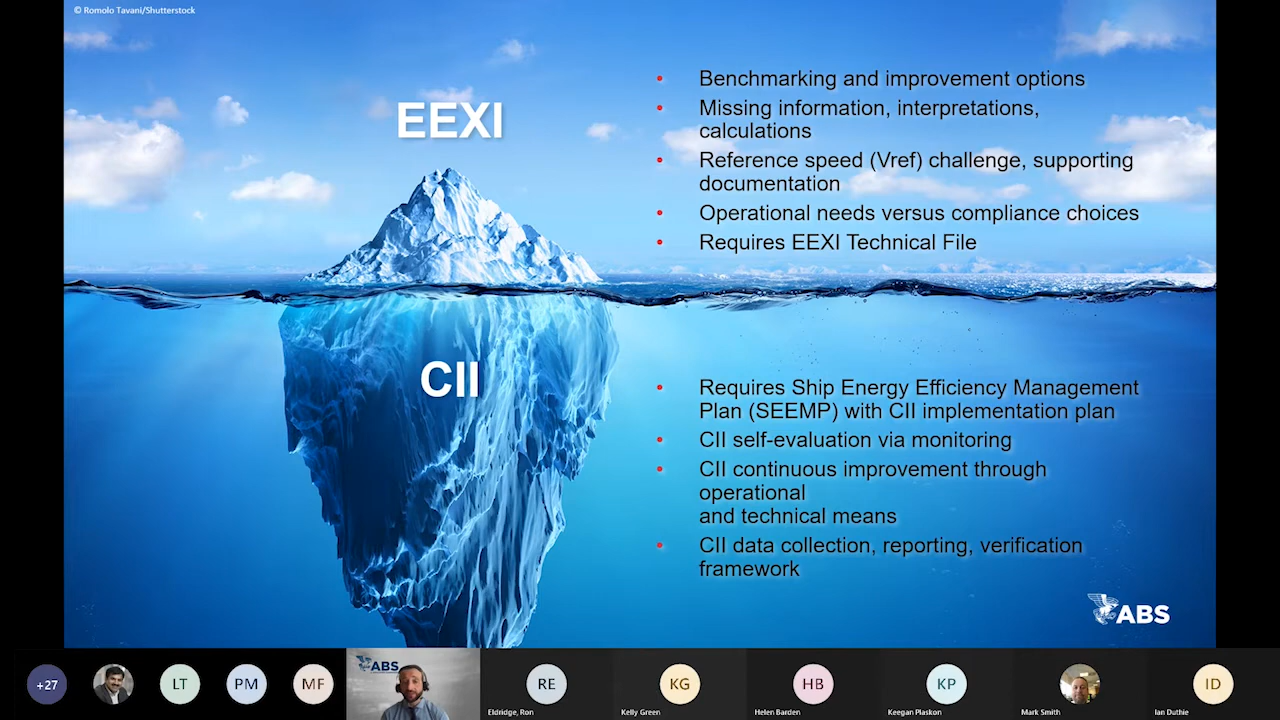 © Romolo Tavani/Shutterstock
EEXI
• Benchmarking and improvement options
• Missing information, interpretations,
calculations
• Reference speed (Vref) challenge, supporting
documentation
• Operational needs versus compliance choices
• Requires EEXI Technical File
CII
• Requires Ship Energy Efficiency Management
Plan (SEEMP) with CII implementation plan
• CII self-evaluation via monitoring
• CII continuous improvement through
operational
and technical means
• CII data collection, reporting, verification
framework
ABS
+27
LT
PM
MF
ABS
RE
Eldridge, Ron
KG
Kelly Green
HB
Helen Barden
KP
Keegan Plaskon
Mark Smith
ID
Ian Duthie